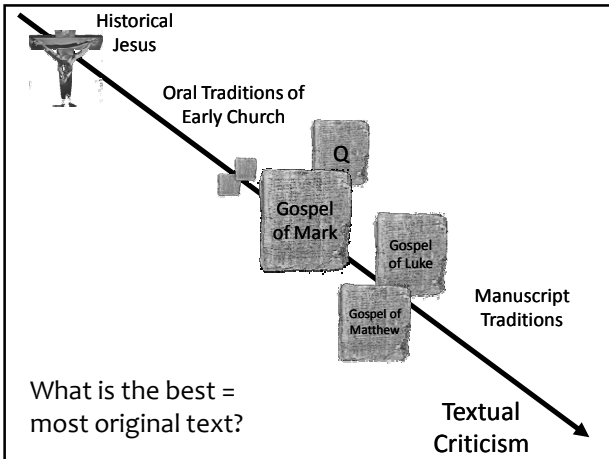 Historical
Jesus
Oral Traditions of
Early Church
Q
Gospel
of Mark
Gospel
of Luke
Gospel of
Matthew
Manuscript
Traditions
What is the best =
most original text?
Textual
Criticism